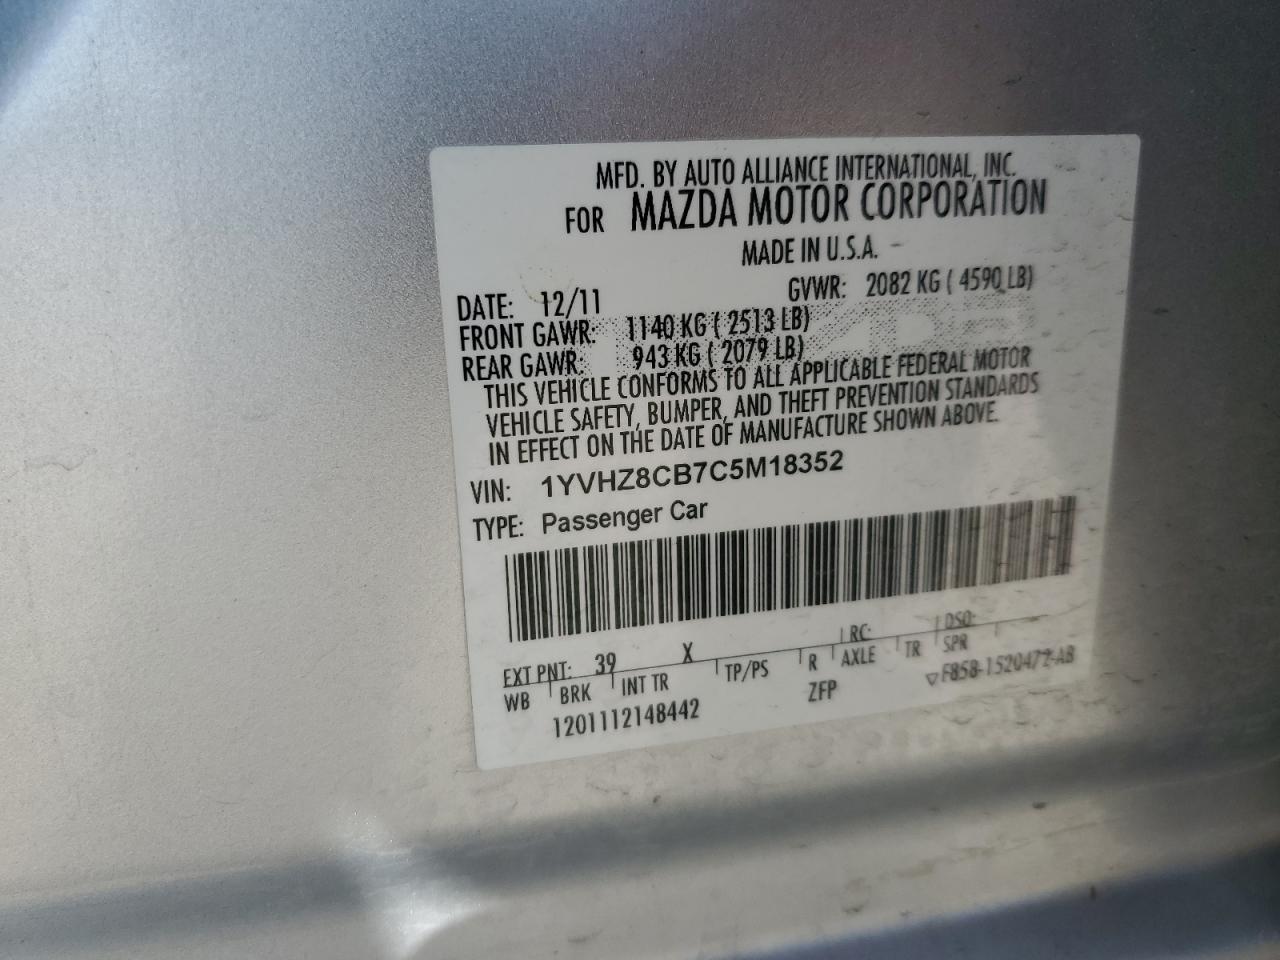 MFD. BY AUTO ALLIANCE INTERNATIONAL, INC.
FOR MAZDA MOTOR CORPORATION
MADE IN U.S.A.
DATE: 12/11 GVWR: 2082 KG ( 4590 LB)
FRONT GAWR: 1140 KG ( 2513 LB)
REAR GAWR: 943 KG ( 2079 LB)
THIS VEHICLE CONFORMS TO ALL APPLICABLE FEDERAL MOTOR
VEHICLE SAFETY, BUMPER, AND THEFT PREVENTION STANDARDS
IN EFFECT ON THE DATE OF MANUFACTURE SHOWN ABOVE.
VIN: 1YVHZ8CB7C5M18352
TYPE: Passenger Car
EXT PNT: 39 X RC: DSO:
WB BRK INT TR TP/PS R AXLE TR SPR
1201112148442 ZFP ▽F858-1520472-AB